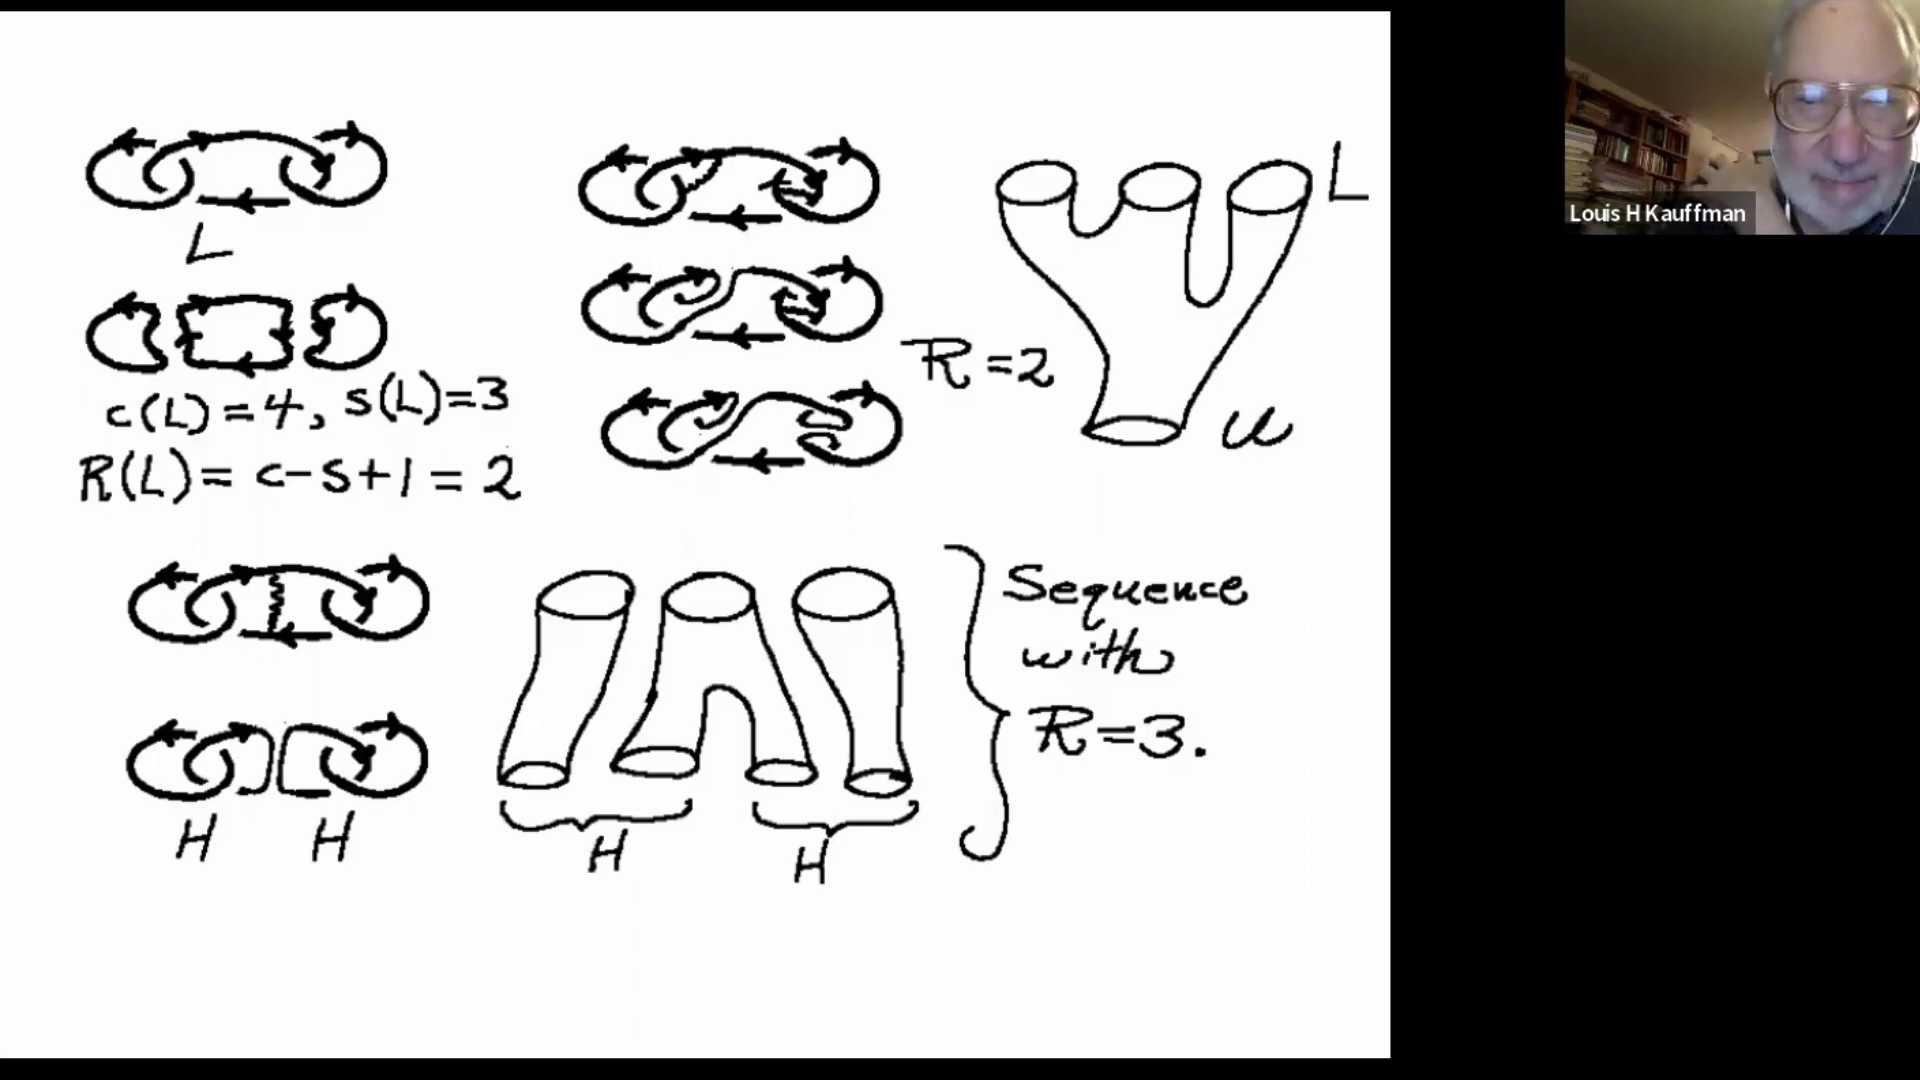 L
c(L)=4, s(L)=3
R(L)= c-s+1 = 2
R=2
L
u
H H
H H
Sequence
with
R=3.
Louis H Kauffman